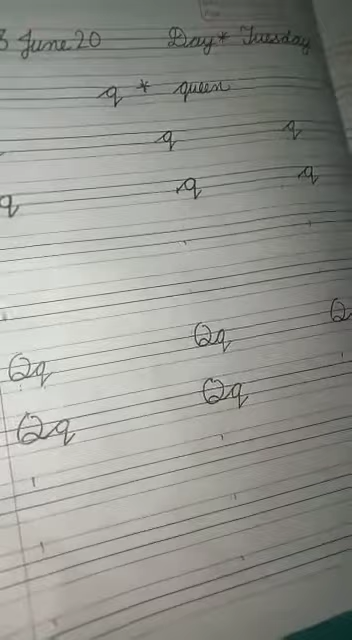 June 20 Day * Tuesday
q * queen
q q
q q q
Qq Qq Q
Qq Qq